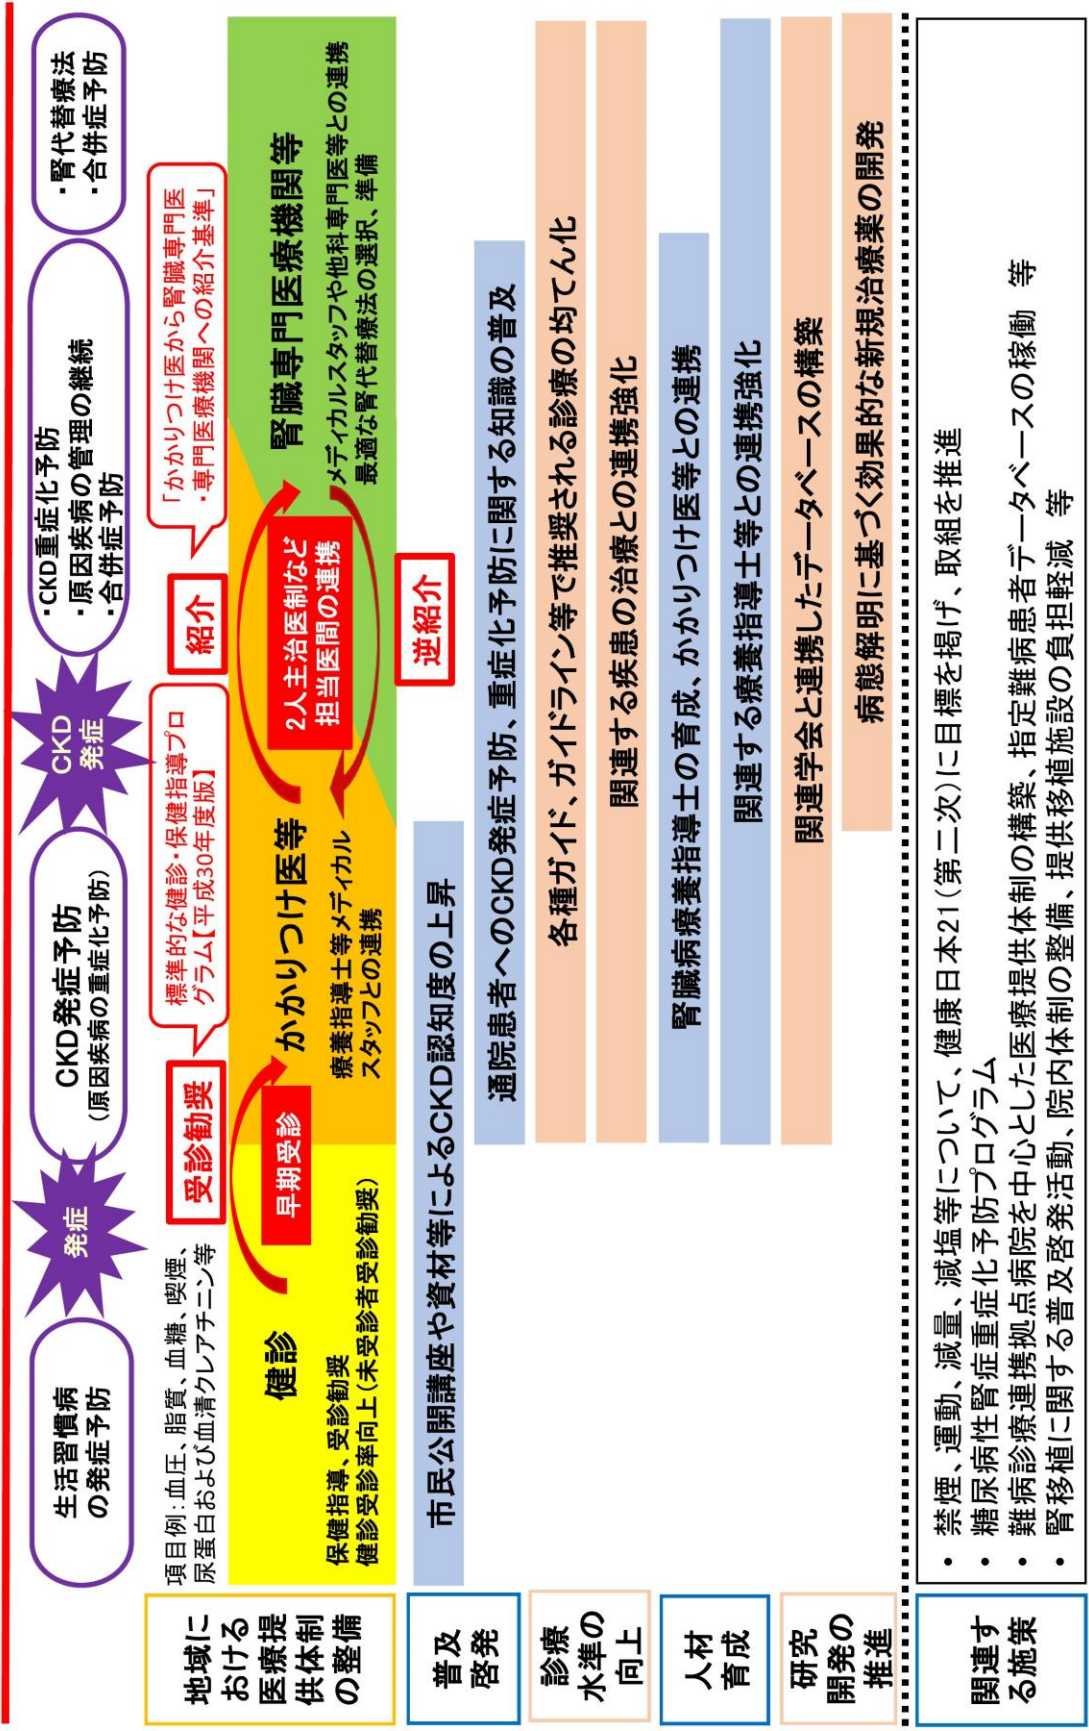 生活習慣病
の発症予防
発症
CKD発症予防
(原因疾病の重症化予防)
CKD
発症
・CKD重症化予防
・原因疾病の管理の継続
・合併症予防
・腎代替療法
・合併症予防
地域に
おける
医療提
供体制
の整備
項目例:血圧、脂質、血糖、喫煙、
尿蛋白および血清クレアチニン等
受診勧奨
標準的な健診・保健指導プロ
グラム【平成30年度版】
紹介
「かかりつけ医から腎臓専門医
・専門医療機関への紹介基準」
健診
保健指導、受診勧奨
健診受診率向上(未受診者受診勧奨)
早期受診
かかりつけ医等
療養指導士等メディカル
スタッフとの連携
2人主治医制など
担当医間の連携
腎臓専門医療機関等
メディカルスタッフや他科専門医等との連携
最適な腎代替療法の選択、準備
逆紹介
普及
啓発
市民公開講座や資材等によるCKD認知度の上昇
通院患者へのCKD発症予防、重症化予防に関する知識の普及
診療
水準の
向上
各種ガイド、ガイドライン等で推奨される診療の均てん化
関連する疾患の治療との連携強化
人材
育成
腎臓病療養指導士の育成、かかりつけ医等との連携
関連する療養指導士等との連携強化
研究
開発の
推進
関連学会と連携したデータベースの構築
病態解明に基づく効果的な新規治療薬の開発
関連す
る施策
• 禁煙、運動、減量、減塩等について、健康日本21(第二次)に目標を掲げ、取組を推進
• 糖尿病性腎症重症化予防プログラム
• 難病診療連携拠点病院を中心とした医療提供体制の構築、指定難病患者データベースの稼働 等
• 腎移植に関する普及啓発活動、院内体制の整備、提供移植施設の負担軽減 等